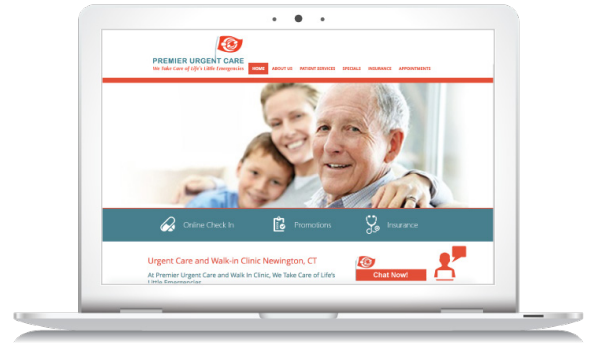 PREMIER URGENT CARE
We Take Care of Life's Little Emergencies
HOME ABOUT US PATIENT SERVICES SPECIALS INSURANCE APPOINTMENTS
Online Check In Promotions Insurance
Urgent Care and Walk-in Clinic Newington, CT
At Premier Urgent Care and Walk In Clinic, We Take Care of Life's
Little Emergencies
Chat Now!